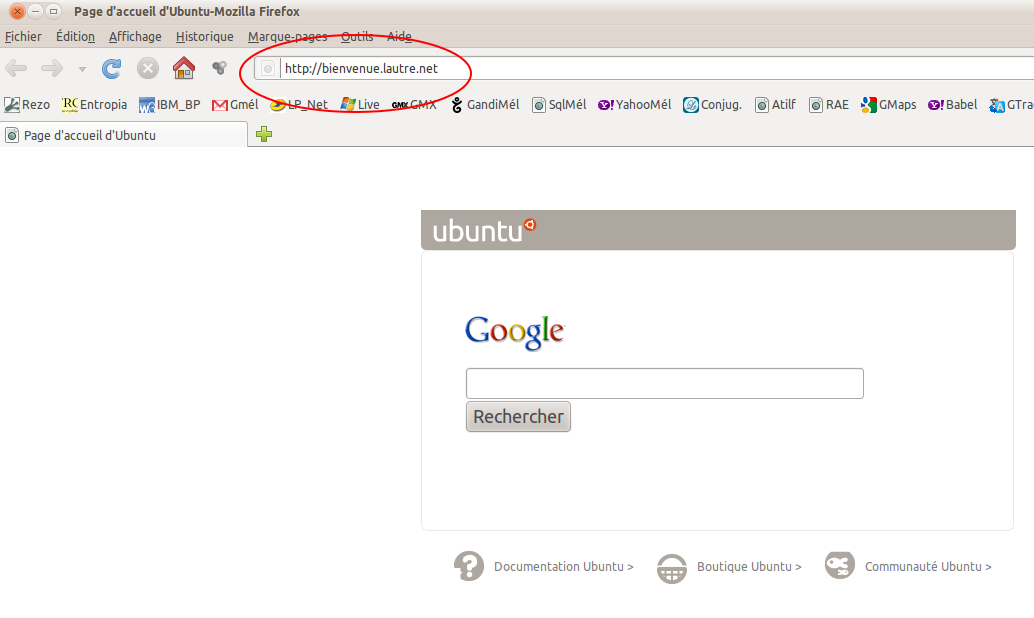 Page d'accueil d'Ubuntu-Mozilla Firefox
Fichier Édition Affichage Historique Marque-pages Outils Aide
http://bienvenue.lautre.net
Rezo RC Entropia WG IBM_BP Gmél LP_Net Live GMX GMX GandiMél SqlMél YahooMél Conjug. Atilf RAE GMaps Babel GTra
Page d'accueil d'Ubuntu
ubuntu
Google
Rechercher
Documentation Ubuntu > Boutique Ubuntu > Communauté Ubuntu >